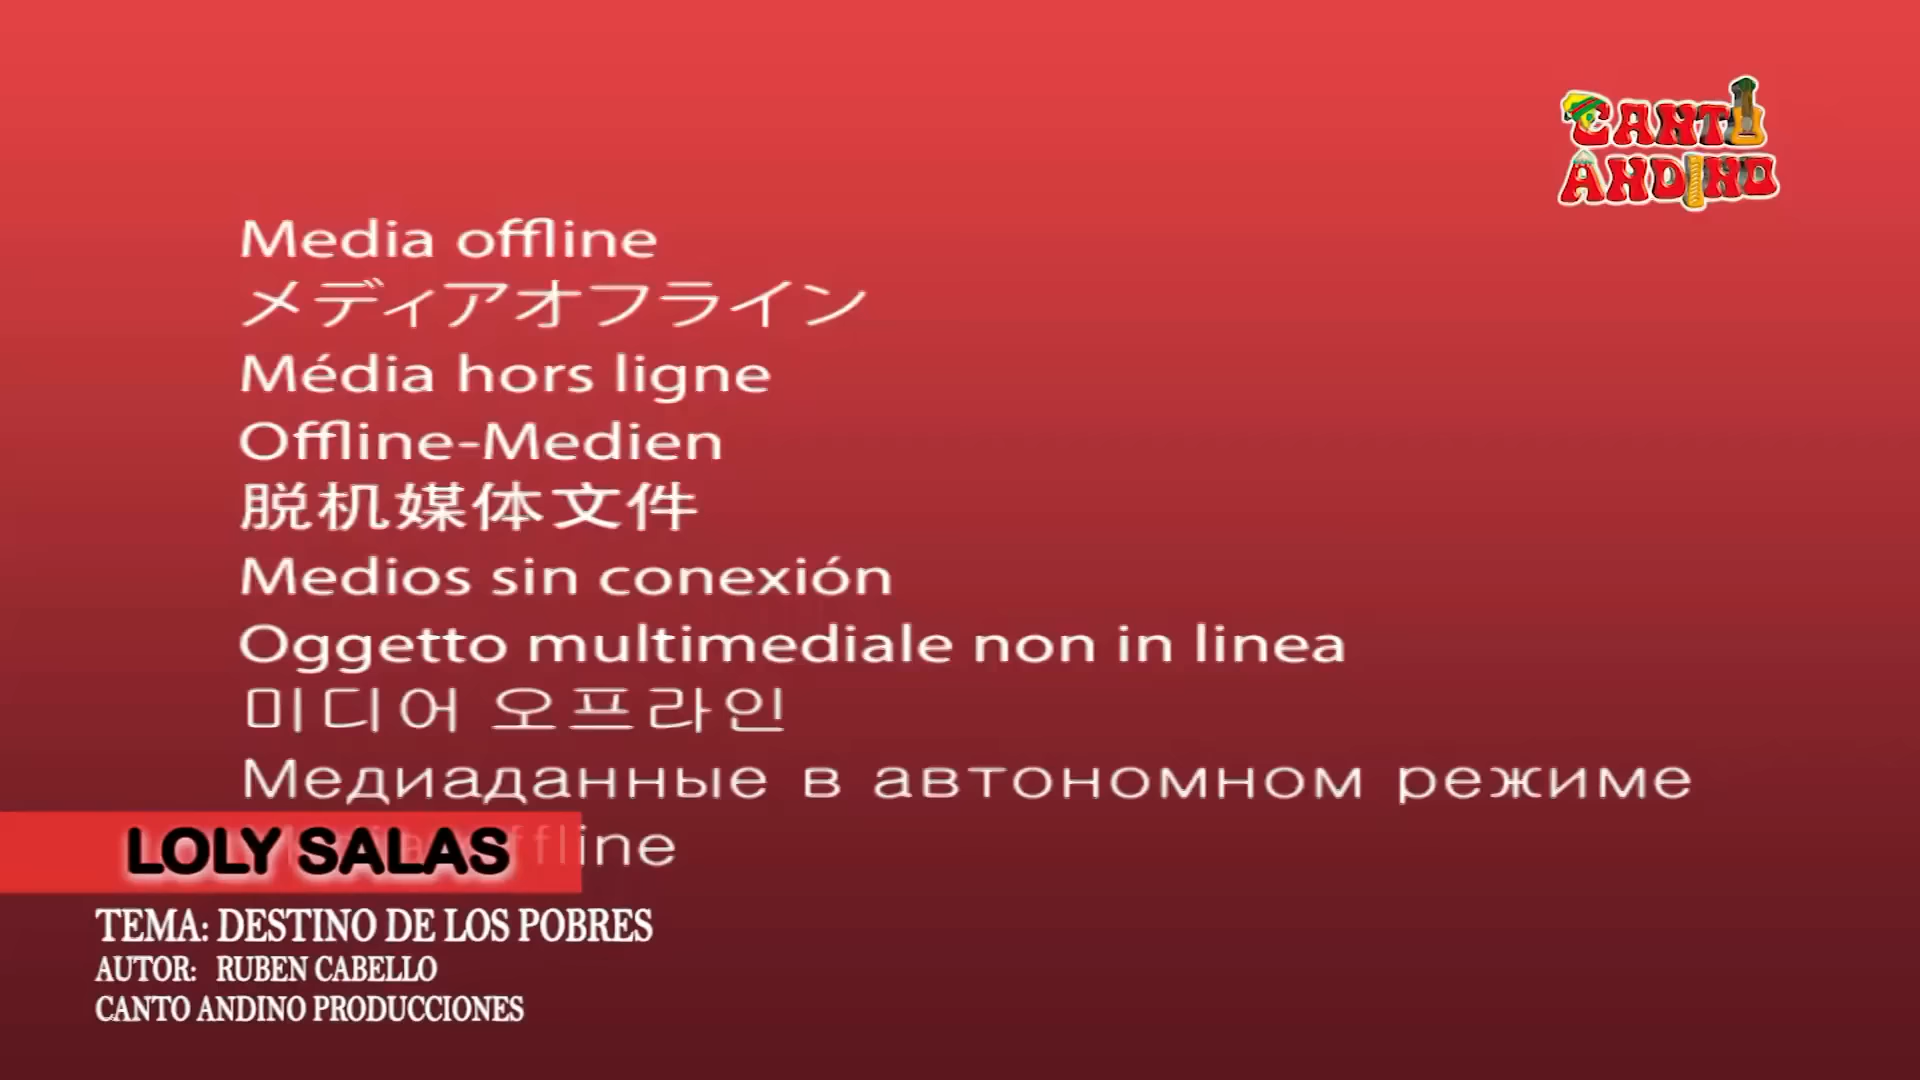 CANTO
ANDINO
Media offline
メディアオフライン
Média hors ligne
Offline-Medien
脱机媒体文件
Medios sin conexión
Oggetto multimediale non in linea
미디어 오프라인
Медиаданные в автономном режиме
Media offline
LOLY SALAS
TEMA: DESTINO DE LOS POBRES
AUTOR: RUBEN CABELLO
CANTO ANDINO PRODUCCIONES